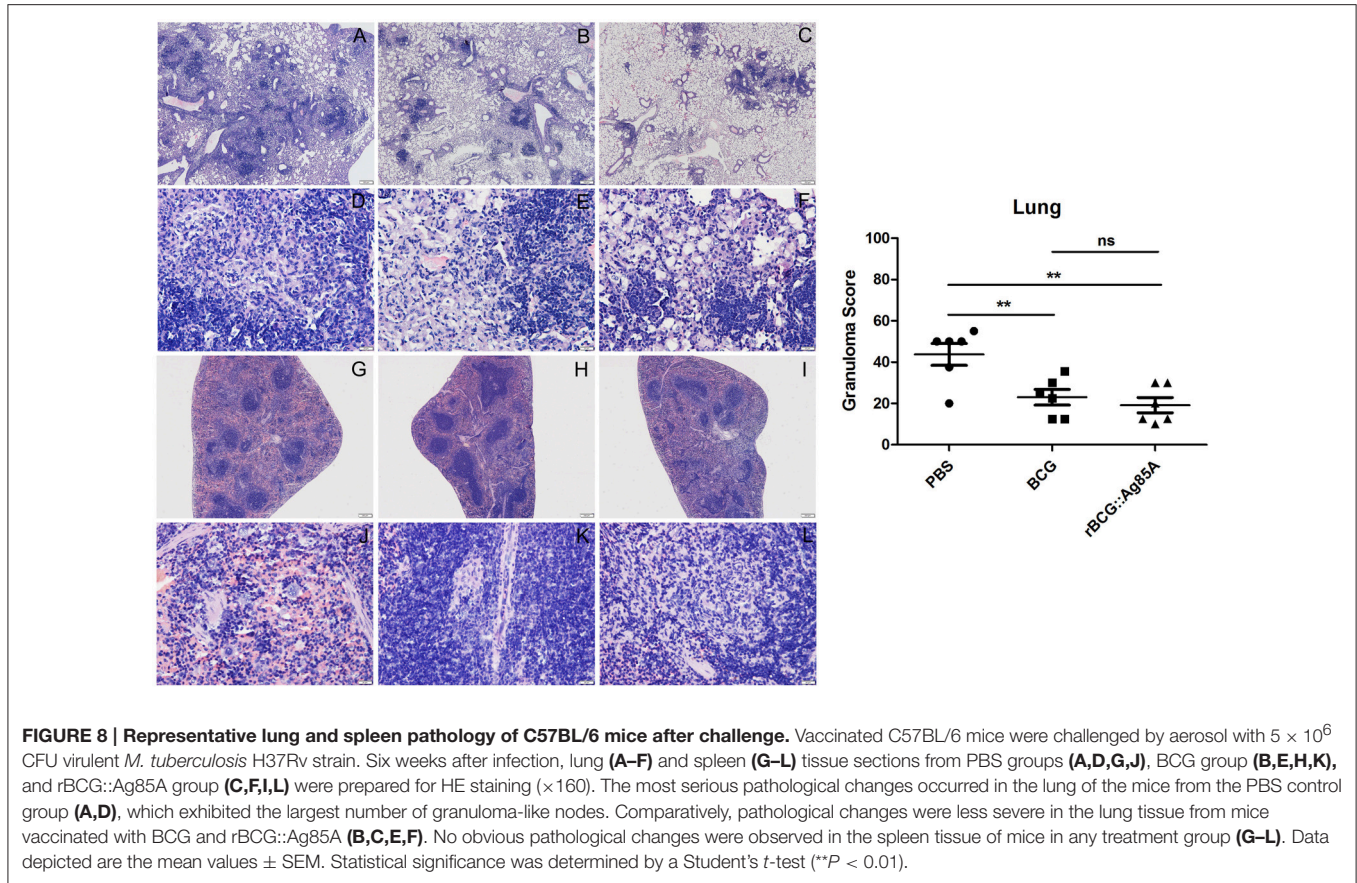 A
B
C
D
E
F
G
H
I
J
K
L
Lung
Granuloma Score
100
80
60
40
20
0
ns
**
**
PBS
BCG
rBCG::Ag85A
FIGURE 8 | Representative lung and spleen pathology of C57BL/6 mice after challenge. Vaccinated C57BL/6 mice were challenged by aerosol with 5 × 10⁶
CFU virulent M. tuberculosis H37Rv strain. Six weeks after infection, lung (A–F) and spleen (G–L) tissue sections from PBS groups (A,D,G,J), BCG group (B,E,H,K),
and rBCG::Ag85A group (C,F,I,L) were prepared for HE staining (×160). The most serious pathological changes occurred in the lung of the mice from the PBS control
group (A,D), which exhibited the largest number of granuloma-like nodes. Comparatively, pathological changes were less severe in the lung tissue from mice
vaccinated with BCG and rBCG::Ag85A (B,C,E,F). No obvious pathological changes were observed in the spleen tissue of mice in any treatment group (G–L). Data
depicted are the mean values ± SEM. Statistical significance was determined by a Student's t-test (**P < 0.01).